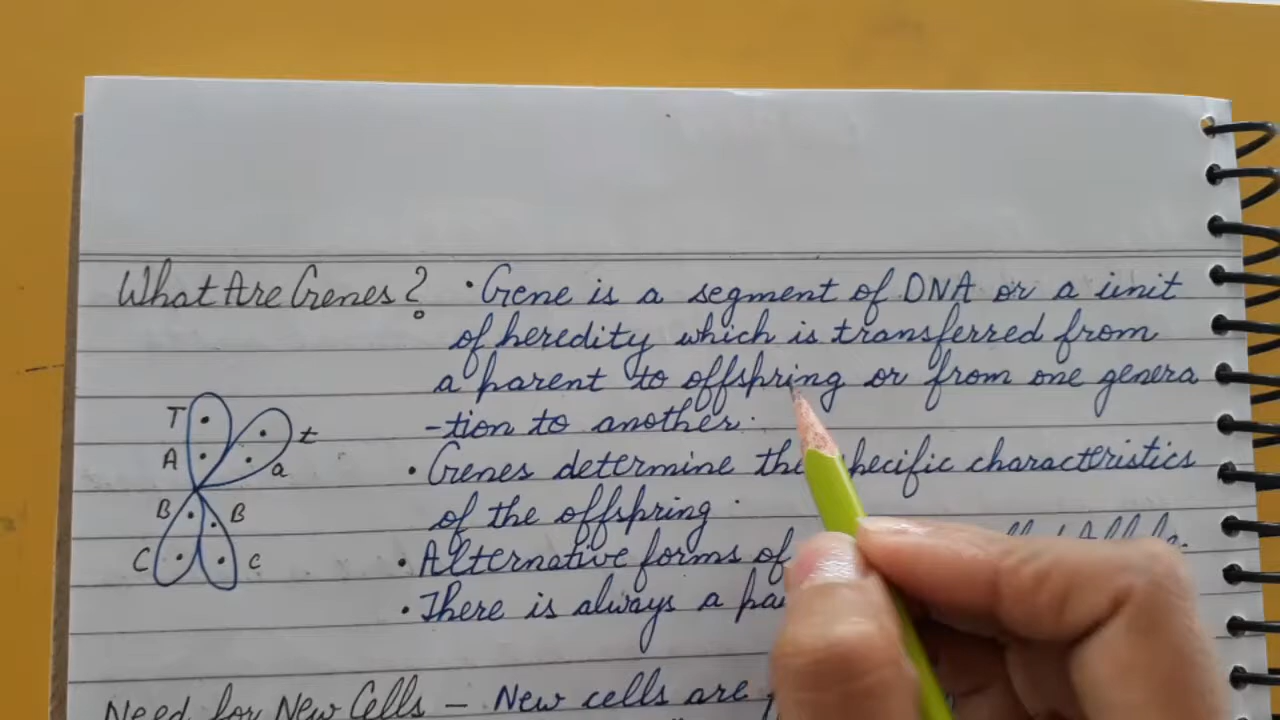 What Are Genes? • Gene is a segment of DNA or a unit
of heredity which is transferred from
a parent to offspring or from one genera
-tion to another.
• Genes determine the specific characteristics
of the offspring.
• Alternative forms of
• There is always a
T
t
A
a
B
B
C
c
Need for New Cells – New cells are